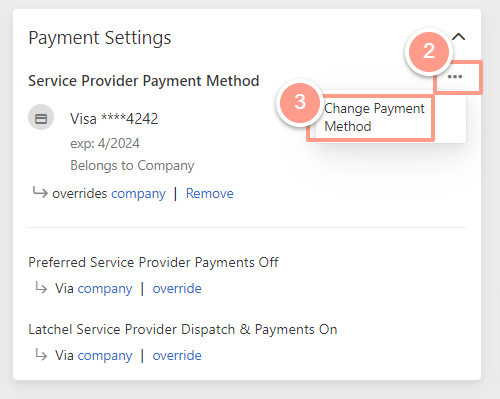 Payment Settings
2
Service Provider Payment Method
3
Change Payment
Method
Visa ****4242
exp: 4/2024
Belongs to Company
overrides company | Remove
Preferred Service Provider Payments Off
Via company | override
Latchel Service Provider Dispatch & Payments On
Via company | override